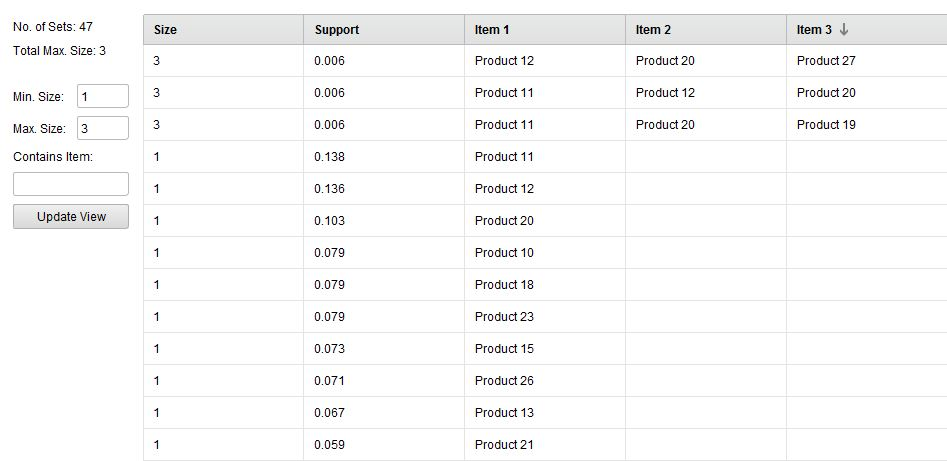 No. of Sets: 47
Total Max. Size: 3
Min. Size: 1
Max. Size: 3
Contains Item:
Update View
Size Support Item 1 Item 2 Item 3 ↓
3 0.006 Product 12 Product 20 Product 27
3 0.006 Product 11 Product 12 Product 20
3 0.006 Product 11 Product 20 Product 19
1 0.138 Product 11
1 0.136 Product 12
1 0.103 Product 20
1 0.079 Product 10
1 0.079 Product 18
1 0.079 Product 23
1 0.073 Product 15
1 0.071 Product 26
1 0.067 Product 13
1 0.059 Product 21